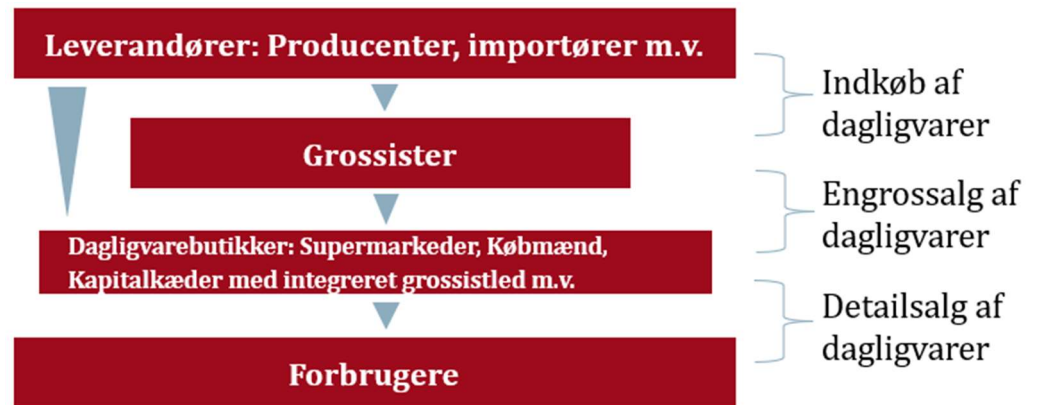 Leverandører: Producenter, importører m.v.
Indkøb af
dagligvarer
Grossister
Engrossalg af
dagligvarer
Dagligvarebutikker: Supermarkeder, Købmænd,
Kapitalkæder med integreret grossistled m.v.
Detailsalg af
dagligvarer
Forbrugere